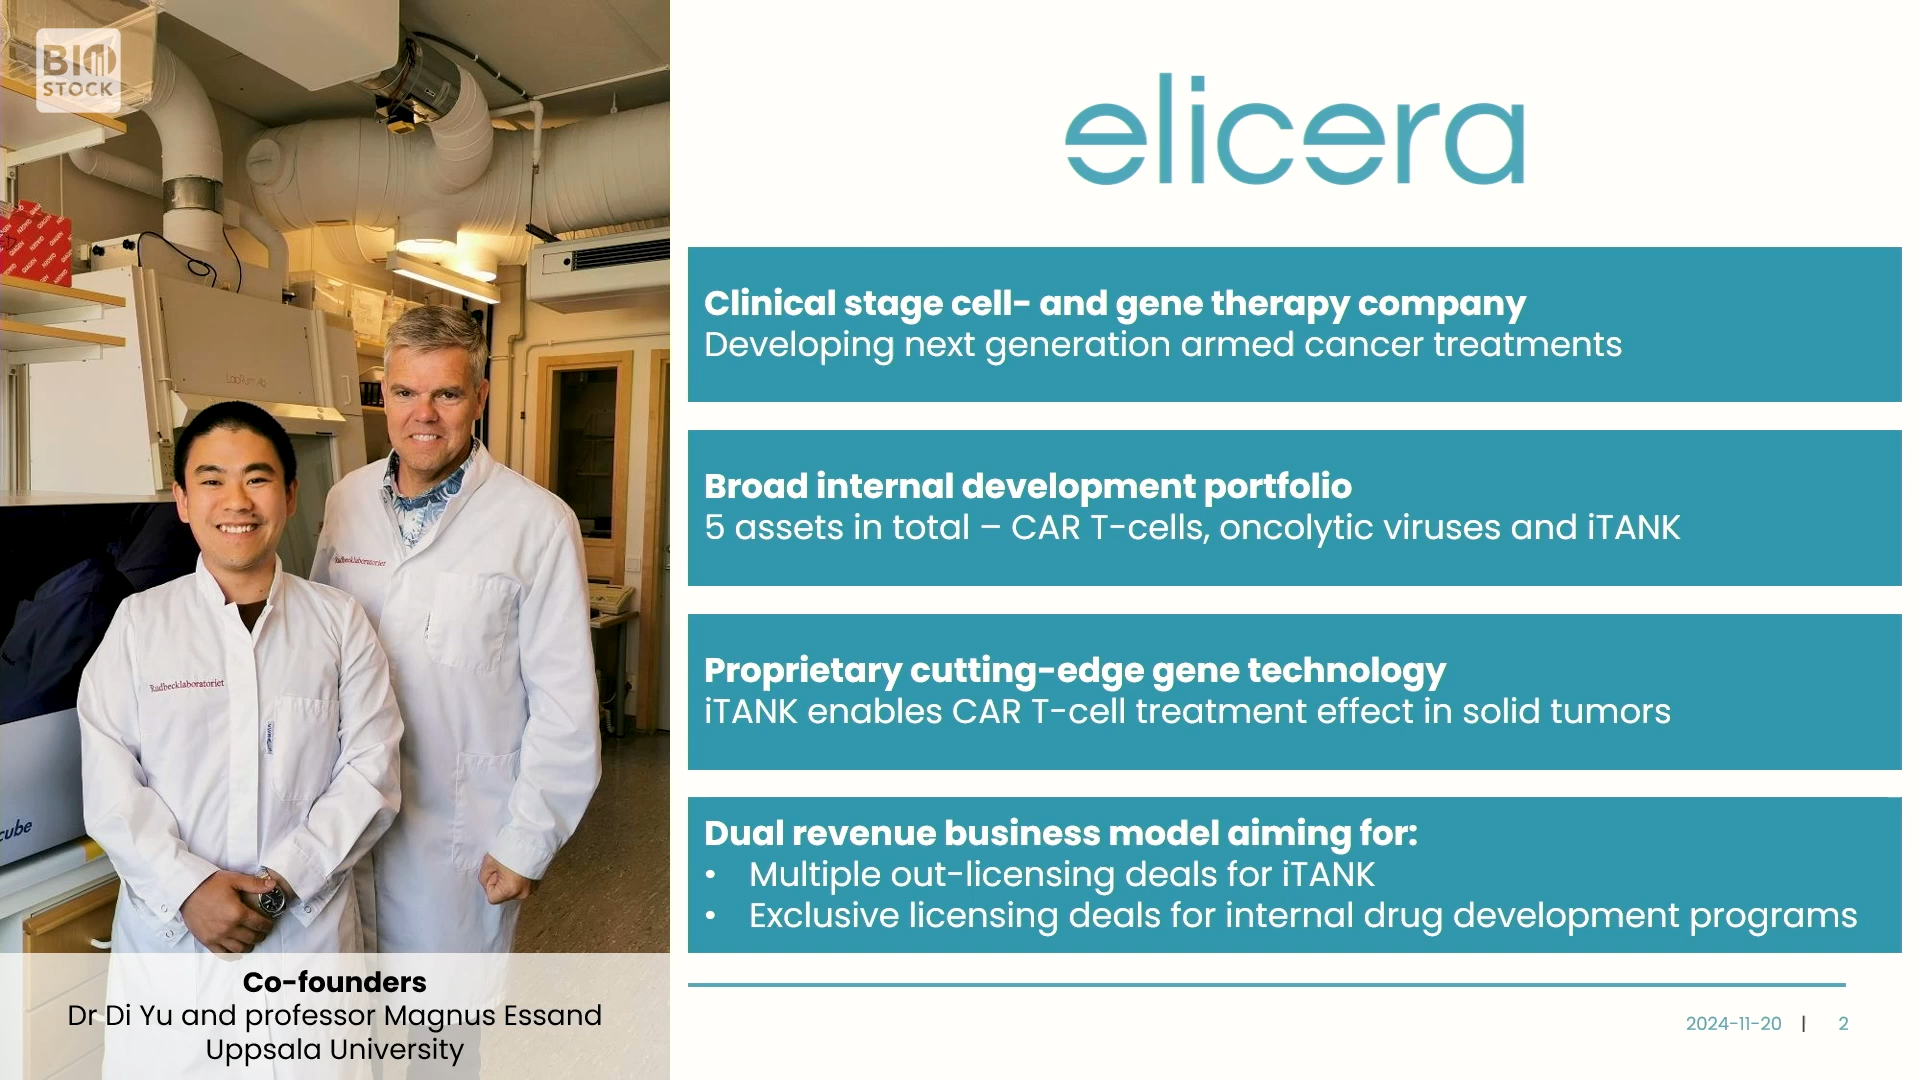 BIO
STOCK
elicera
Clinical stage cell- and gene therapy company
Developing next generation armed cancer treatments
Broad internal development portfolio
5 assets in total – CAR T-cells, oncolytic viruses and iTANK
Proprietary cutting-edge gene technology
iTANK enables CAR T-cell treatment effect in solid tumors
Dual revenue business model aiming for:
• Multiple out-licensing deals for iTANK
• Exclusive licensing deals for internal drug development programs
QIAGEN
Rudbecklaboratoriet
Rudbecklaboratoriet
cube
Co-founders
Dr Di Yu and professor Magnus Essand
Uppsala University
2024-11-20 | 2